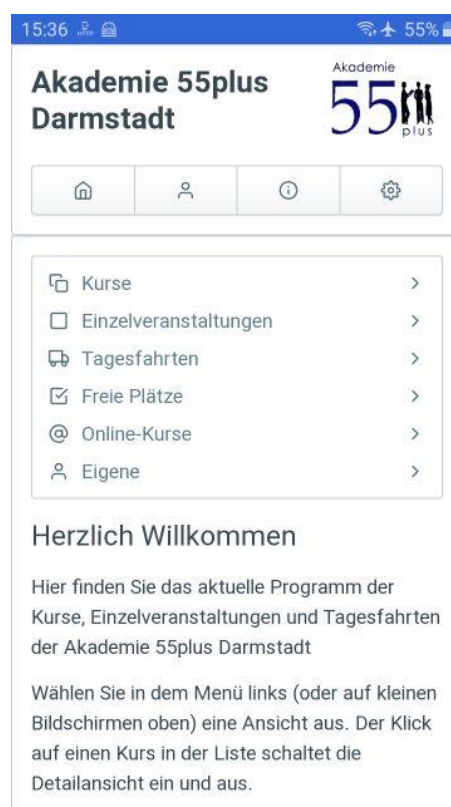 15:36 55%
Akademie 55plus
Darmstadt
Akademie
55
plus
Kurse
Einzelveranstaltungen
Tagesfahrten
Freie Plätze
@ Online-Kurse
Eigene
Herzlich Willkommen
Hier finden Sie das aktuelle Programm der
Kurse, Einzelveranstaltungen und Tagesfahrten
der Akademie 55plus Darmstadt
Wählen Sie in dem Menü links (oder auf kleinen
Bildschirmen oben) eine Ansicht aus. Der Klick
auf einen Kurs in der Liste schaltet die
Detailansicht ein und aus.